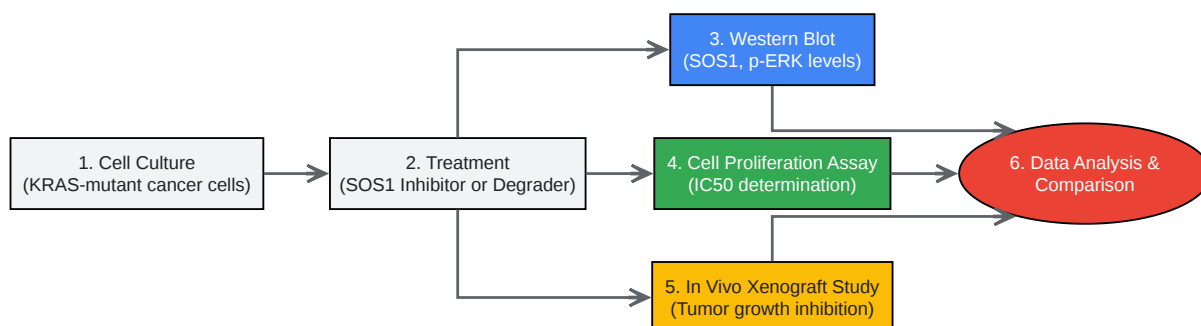 3. Western Blot
(SOS1, p-ERK levels)
1. Cell Culture
(KRAS-mutant cancer cells)
2. Treatment
(SOS1 Inhibitor or Degrader)
4. Cell Proliferation Assay
(IC50 determination)
6. Data Analysis &
Comparison
5. In Vivo Xenograft Study
(Tumor growth inhibition)